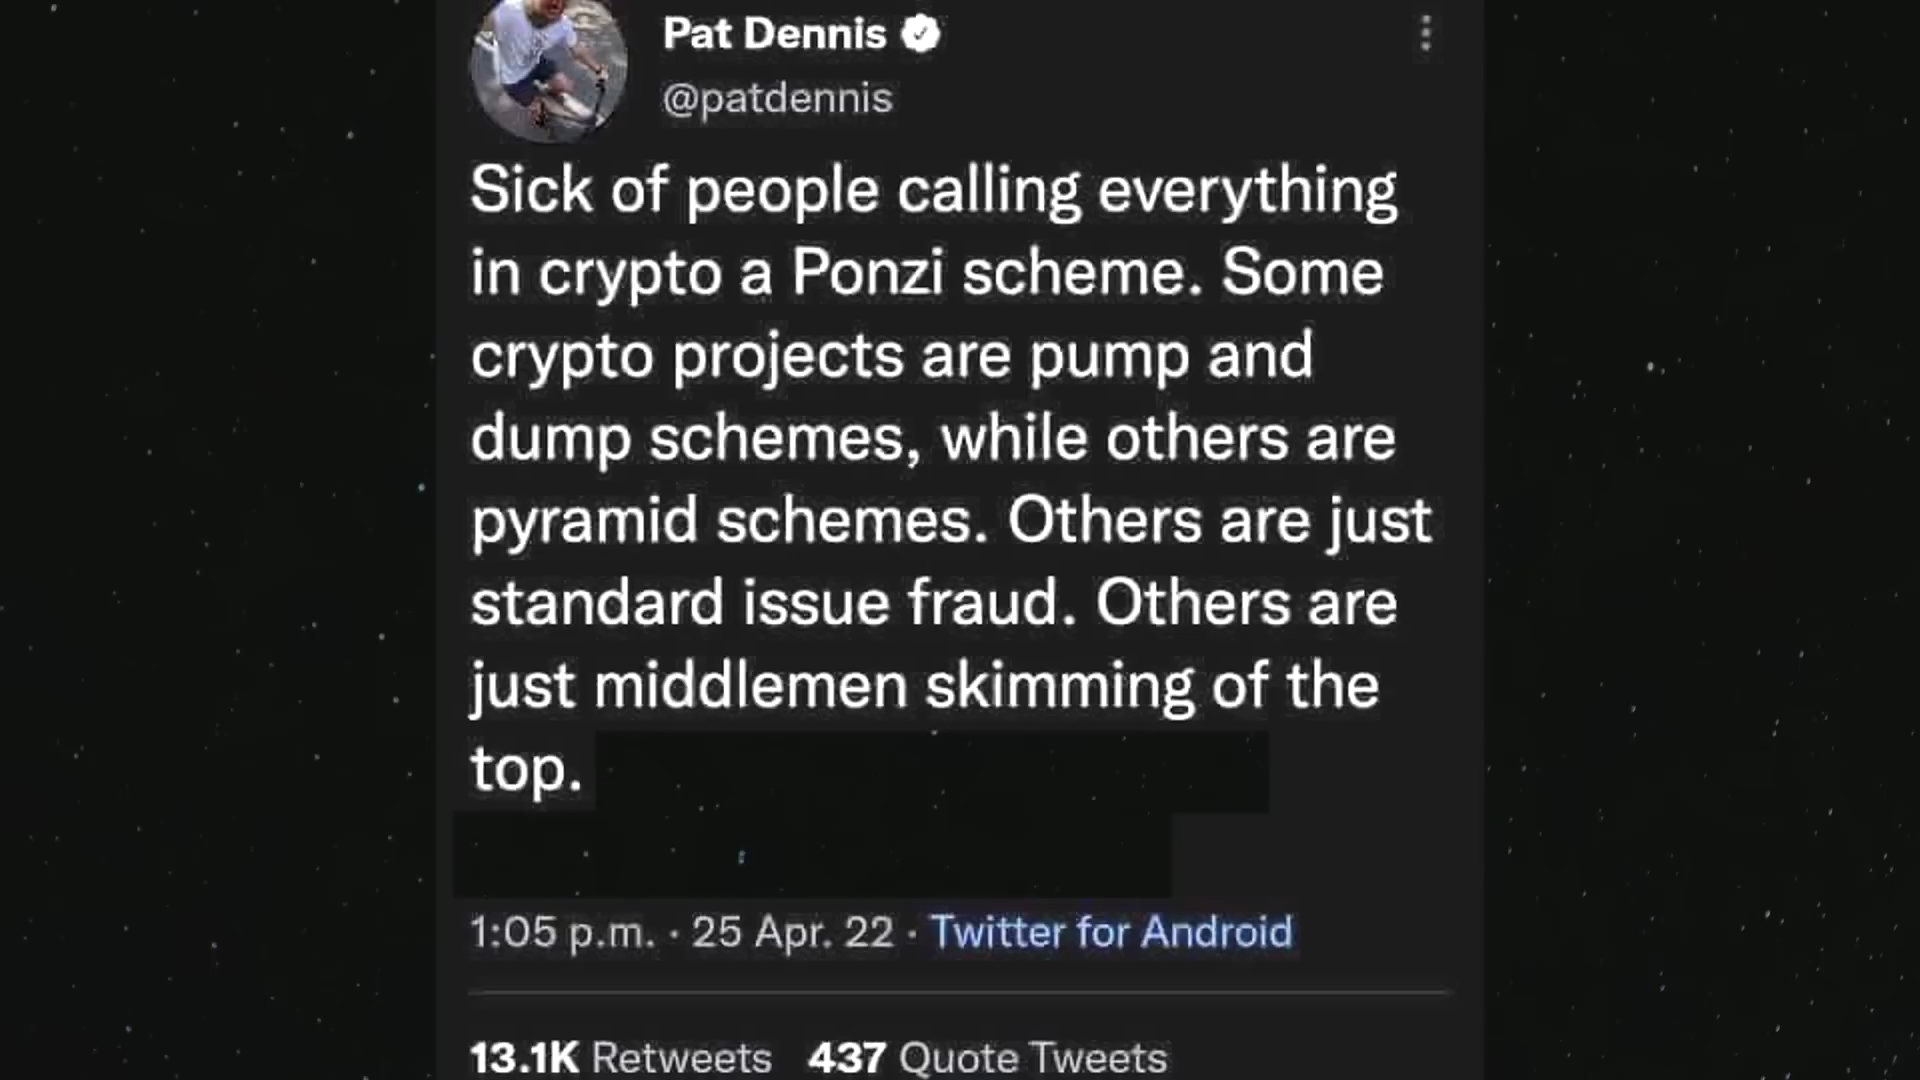 Pat Dennis
@patdennis
Sick of people calling everything
in crypto a Ponzi scheme. Some
crypto projects are pump and
dump schemes, while others are
pyramid schemes. Others are just
standard issue fraud. Others are
just middlemen skimming of the
top.
1:05 p.m. · 25 Apr. 22 · Twitter for Android
13.1K Retweets 437 Quote Tweets